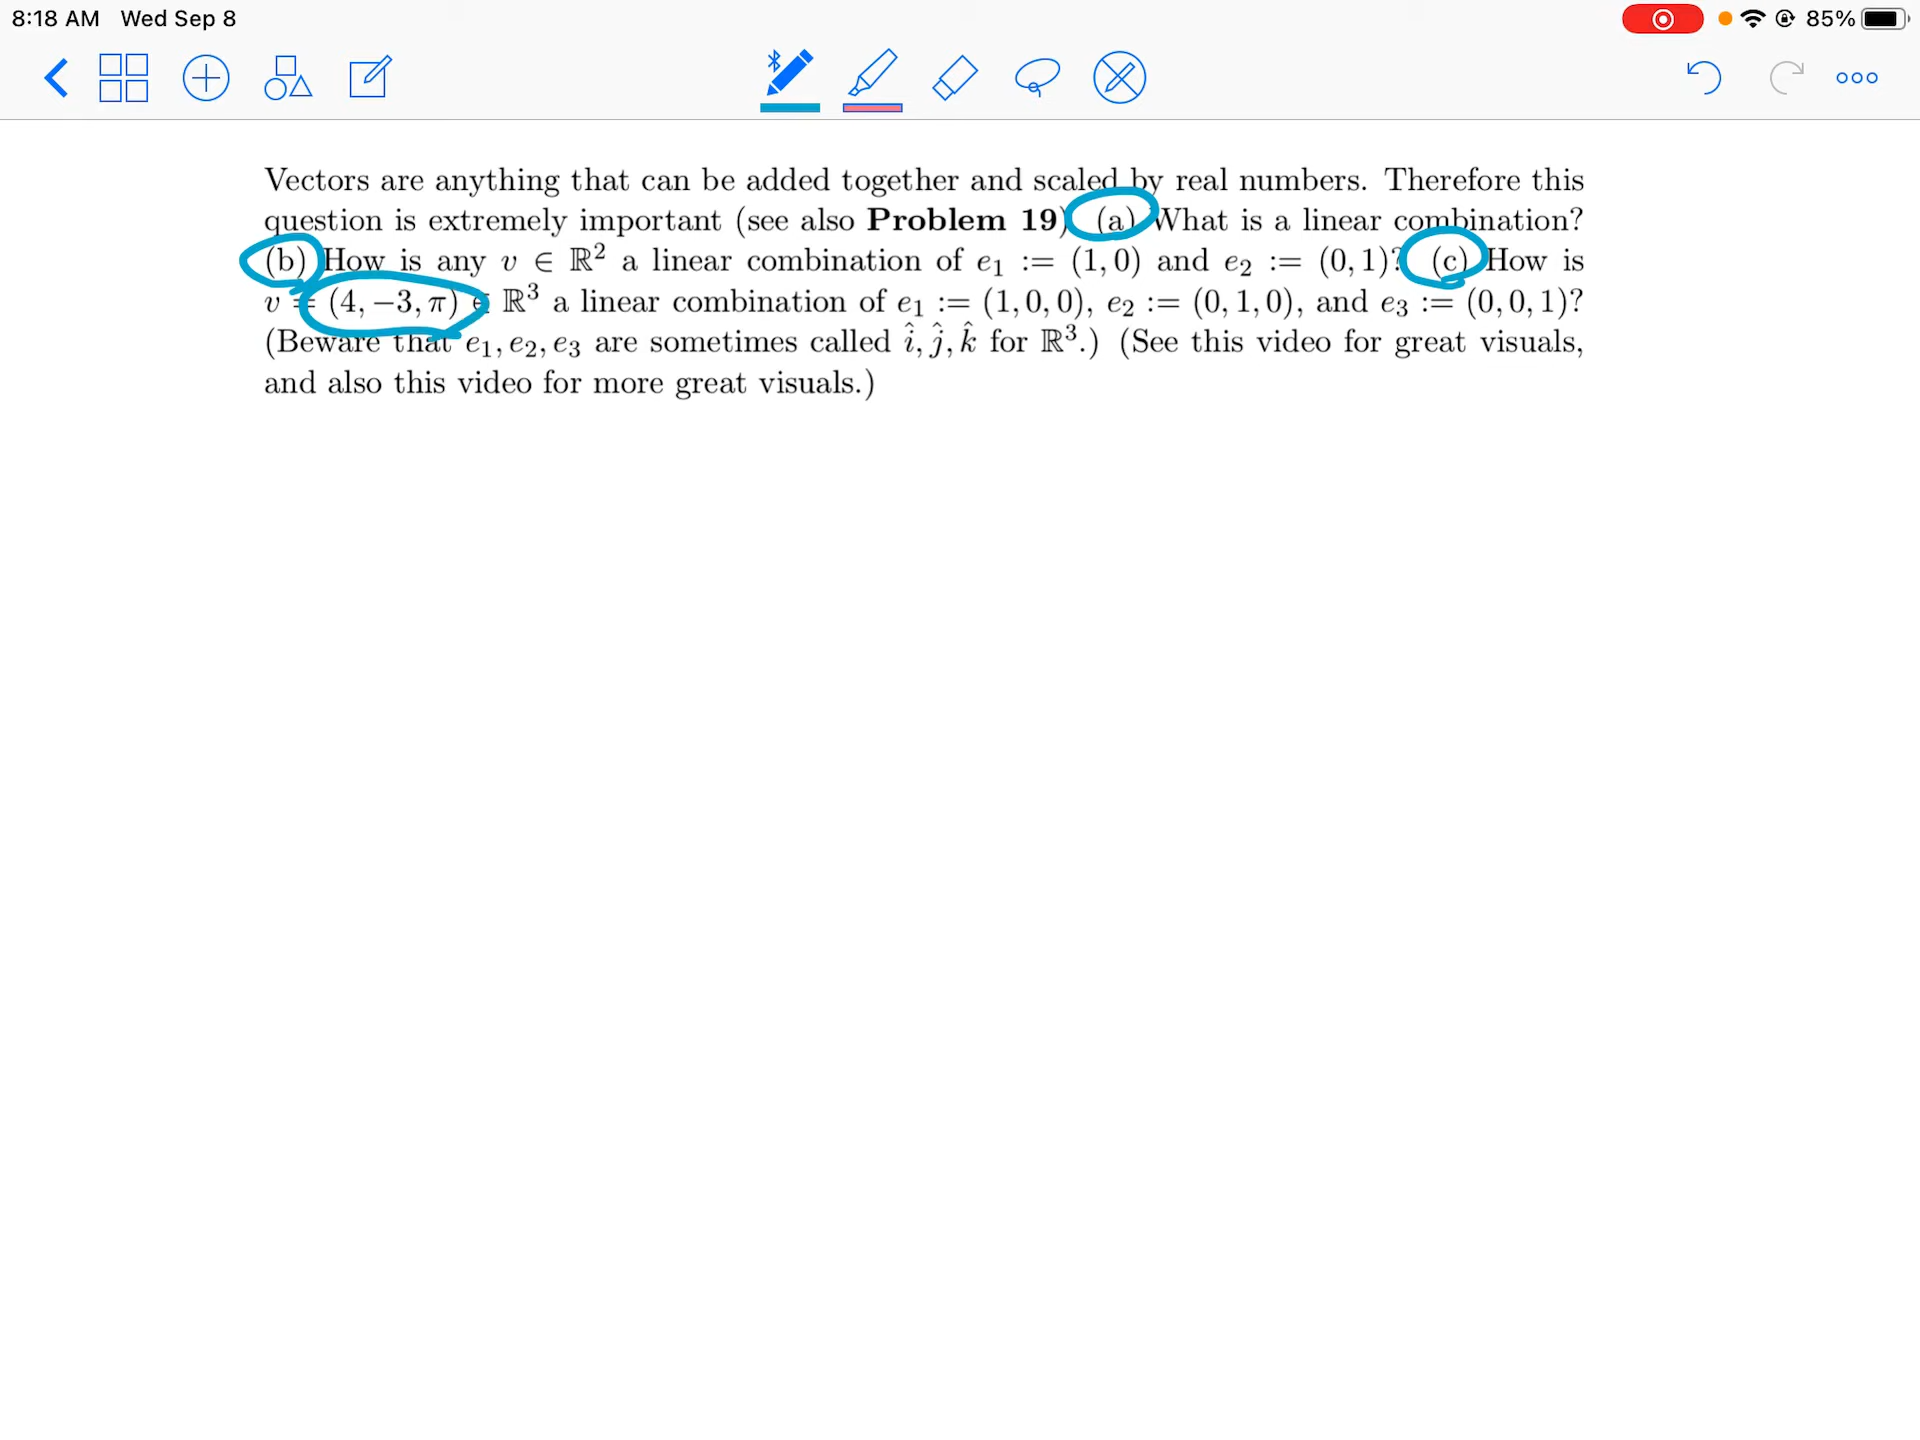 8:18 AM Wed Sep 8 85%
Vectors are anything that can be added together and scaled by real numbers. Therefore this
question is extremely important (see also Problem 19) (a) What is a linear combination?
(b) How is any v ∈ ℝ² a linear combination of e₁ := (1, 0) and e₂ := (0, 1)? (c) How is
v = (4, −3, π) ∈ ℝ³ a linear combination of e₁ := (1, 0, 0), e₂ := (0, 1, 0), and e₃ := (0, 0, 1)?
(Beware that e₁, e₂, e₃ are sometimes called î, ĵ, k̂ for ℝ³.) (See this video for great visuals,
and also this video for more great visuals.)